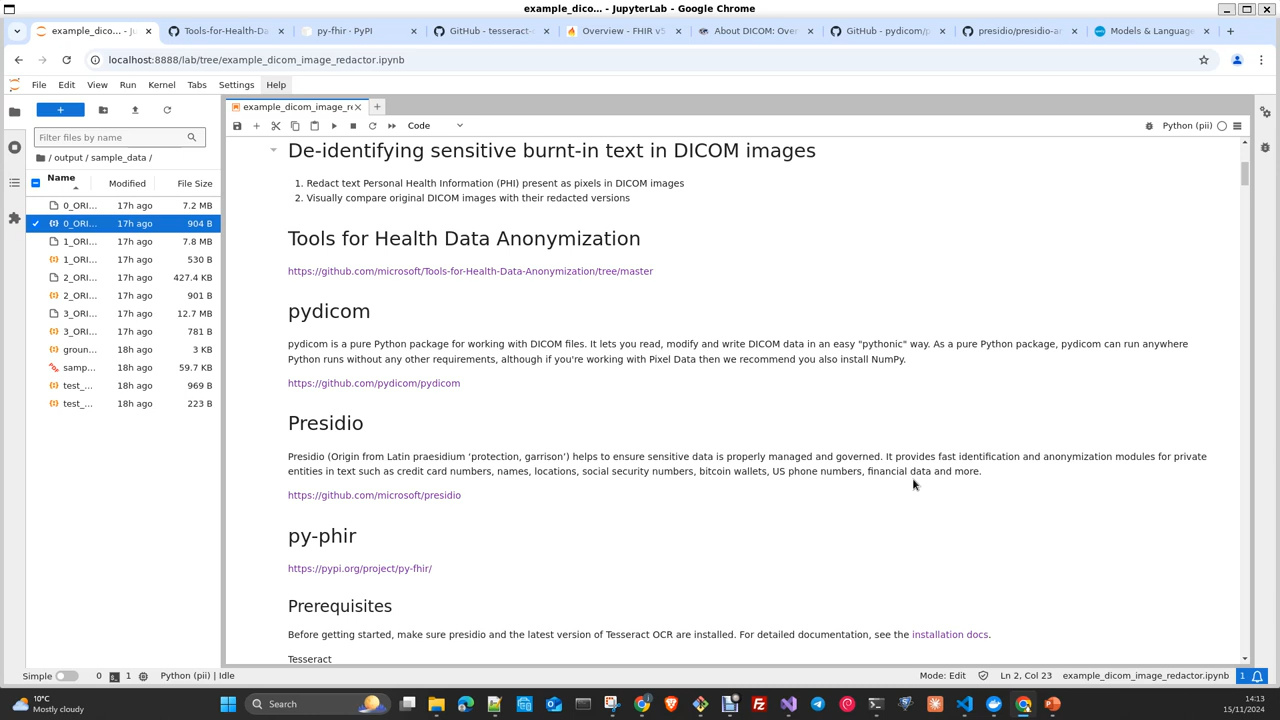 example_dico... - JupyterLab - Google Chrome
example_dico... - Ju
Tools-for-Health-Da
py-fhir · PyPI
GitHub - tesseract-
Overview - FHIR v5
About DICOM: Over
GitHub - pydicom/p
presidio/presidio-a
Models & Language
localhost:8888/lab/tree/example_dicom_image_redactor.ipynb
File Edit View Run Kernel Tabs Settings Help
example_dicom_image_re
Code
Python (pii)
Filter files by name
/ output / sample_data /
Name Modified File Size
0_ORI... 17h ago 7.2 MB
0_ORI... 17h ago 904 B
1_ORI... 17h ago 7.8 MB
1_ORI... 17h ago 530 B
2_ORI... 17h ago 427.4 KB
2_ORI... 17h ago 901 B
3_ORI... 17h ago 12.7 MB
3_ORI... 17h ago 781 B
groun... 18h ago 3 KB
samp... 18h ago 59.7 KB
test_... 18h ago 969 B
test_... 18h ago 223 B
De-identifying sensitive burnt-in text in DICOM images
1. Redact text Personal Health Information (PHI) present as pixels in DICOM images
2. Visually compare original DICOM images with their redacted versions
Tools for Health Data Anonymization
https://github.com/microsoft/Tools-for-Health-Data-Anonymization/tree/master
pydicom
pydicom is a pure Python package for working with DICOM files. It lets you read, modify and write DICOM data in an easy "pythonic" way. As a pure Python package, pydicom can run anywhere
Python runs without any other requirements, although if you're working with Pixel Data then we recommend you also install NumPy.
https://github.com/pydicom/pydicom
Presidio
Presidio (Origin from Latin praesidium ‘protection, garrison’) helps to ensure sensitive data is properly managed and governed. It provides fast identification and anonymization modules for private
entities in text such as credit card numbers, names, locations, social security numbers, bitcoin wallets, US phone numbers, financial data and more.
https://github.com/microsoft/presidio
py-phir
https://pypi.org/project/py-fhir/
Prerequisites
Before getting started, make sure presidio and the latest version of Tesseract OCR are installed. For detailed documentation, see the installation docs.
Tesseract
Simple 0 1 Python (pii) | Idle
Mode: Edit Ln 2, Col 23 example_dicom_image_redactor.ipynb 1
10°C
Mostly cloudy
Search
14:13
15/11/2024